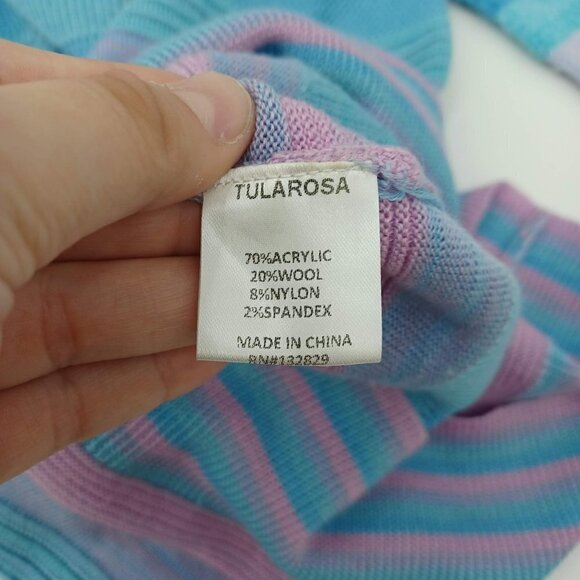 TULAROSA
70%ACRYLIC
20%WOOL
8%NYLON
2%SPANDEX
MADE IN CHINA
RN#132829